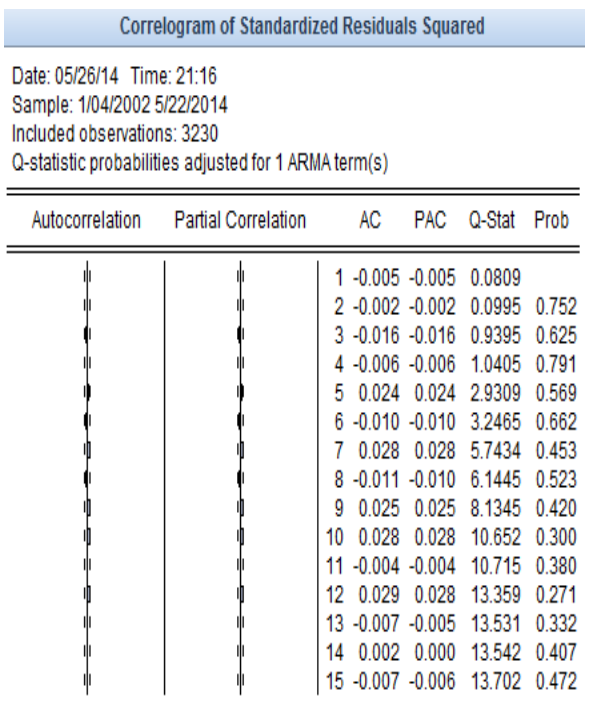 Correlogram of Standardized Residuals Squared
Date: 05/26/14 Time: 21:16
Sample: 1/04/2002 5/22/2014
Included observations: 3230
Q-statistic probabilities adjusted for 1 ARMA term(s)
Autocorrelation Partial Correlation AC PAC Q-Stat Prob
1 -0.005 -0.005 0.0809
2 -0.002 -0.002 0.0995 0.752
3 -0.016 -0.016 0.9395 0.625
4 -0.006 -0.006 1.0405 0.791
5 0.024 0.024 2.9309 0.569
6 -0.010 -0.010 3.2465 0.662
7 0.028 0.028 5.7434 0.453
8 -0.011 -0.010 6.1445 0.523
9 0.025 0.025 8.1345 0.420
10 0.028 0.028 10.652 0.300
11 -0.004 -0.004 10.715 0.380
12 0.029 0.028 13.359 0.271
13 -0.007 -0.005 13.531 0.332
14 0.002 0.000 13.542 0.407
15 -0.007 -0.006 13.702 0.472